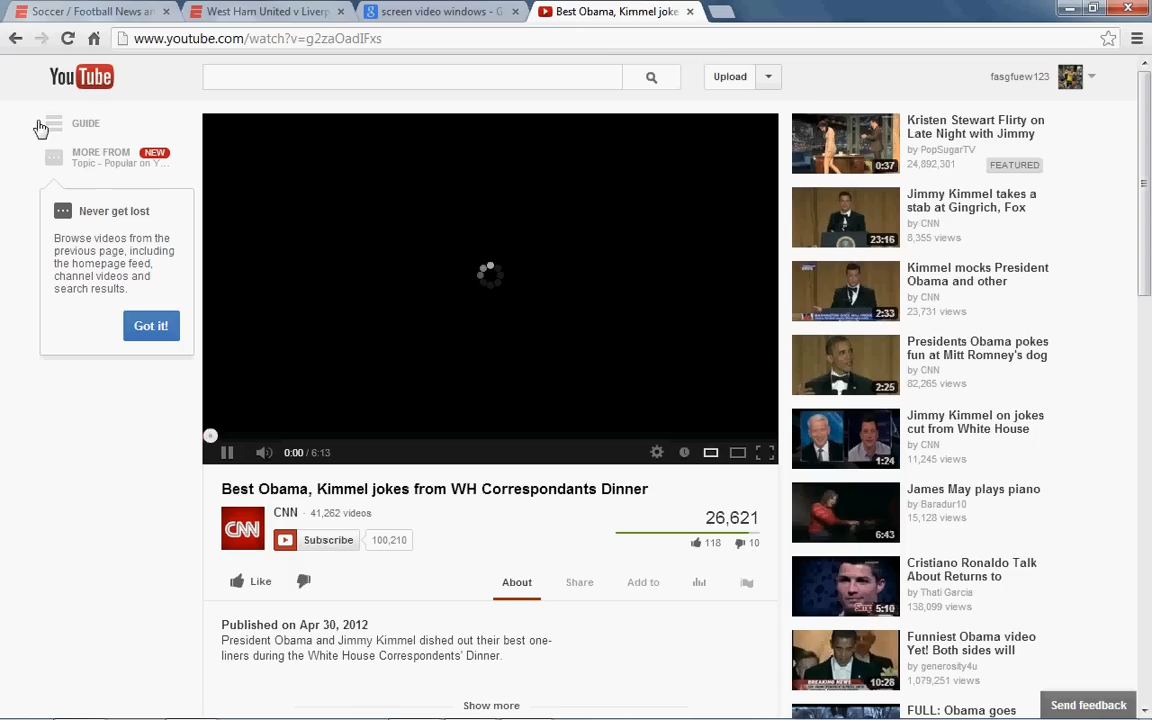 Soccer / Football News an
West Ham United v Liverp
screen video windows - G
Best Obama, Kimmel joke
www.youtube.com/watch?v=g2zaOadIFxs
YouTube
Upload
fasgfuew123
GUIDE
MORE FROM NEW
Topic - Popular on Y...
Never get lost
Browse videos from the
previous page, including
the homepage feed,
channel videos and
search results.
Got it!
0:00 / 6:13
Best Obama, Kimmel jokes from WH Correspondants Dinner
CNN
CNN · 41,262 videos
Subscribe 100,210
26,621
118 10
Like
About Share Add to
Published on Apr 30, 2012
President Obama and Jimmy Kimmel dished out their best one-
liners during the White House Correspondents' Dinner.
Show more
0:37
Kristen Stewart Flirty on
Late Night with Jimmy
by PopSugarTV
24,892,301 FEATURED
23:16
Jimmy Kimmel takes a
stab at Gingrich, Fox
by CNN
8,355 views
2:33
Kimmel mocks President
Obama and other
by CNN
23,731 views
2:25
Presidents Obama pokes
fun at Mitt Romney's dog
by CNN
82,265 views
1:24
Jimmy Kimmel on jokes
cut from White House
by CNN
11,245 views
6:43
James May plays piano
by Baradur10
15,128 views
5:10
Cristiano Ronaldo Talk
About Returns to
by Thati Garcia
138,099 views
BREAKING NEWS
10:28
Funniest Obama video
Yet! Both sides will
by generosity4u
1,079,251 views
FULL: Obama goes
Send feedback